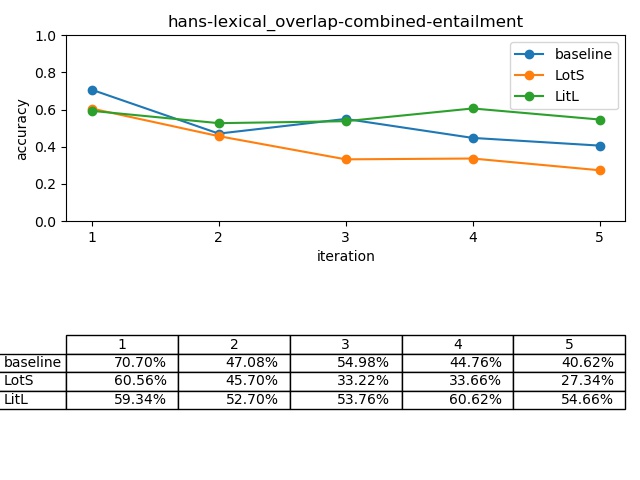 hans-lexical_overlap-combined-entailment
1.0
0.8
0.6
0.4
0.2
0.0
accuracy
baseline
LotS
LitL
1 2 3 4 5
iteration
1 2 3 4 5
baseline 70.70% 47.08% 54.98% 44.76% 40.62%
LotS 60.56% 45.70% 33.22% 33.66% 27.34%
LitL 59.34% 52.70% 53.76% 60.62% 54.66%